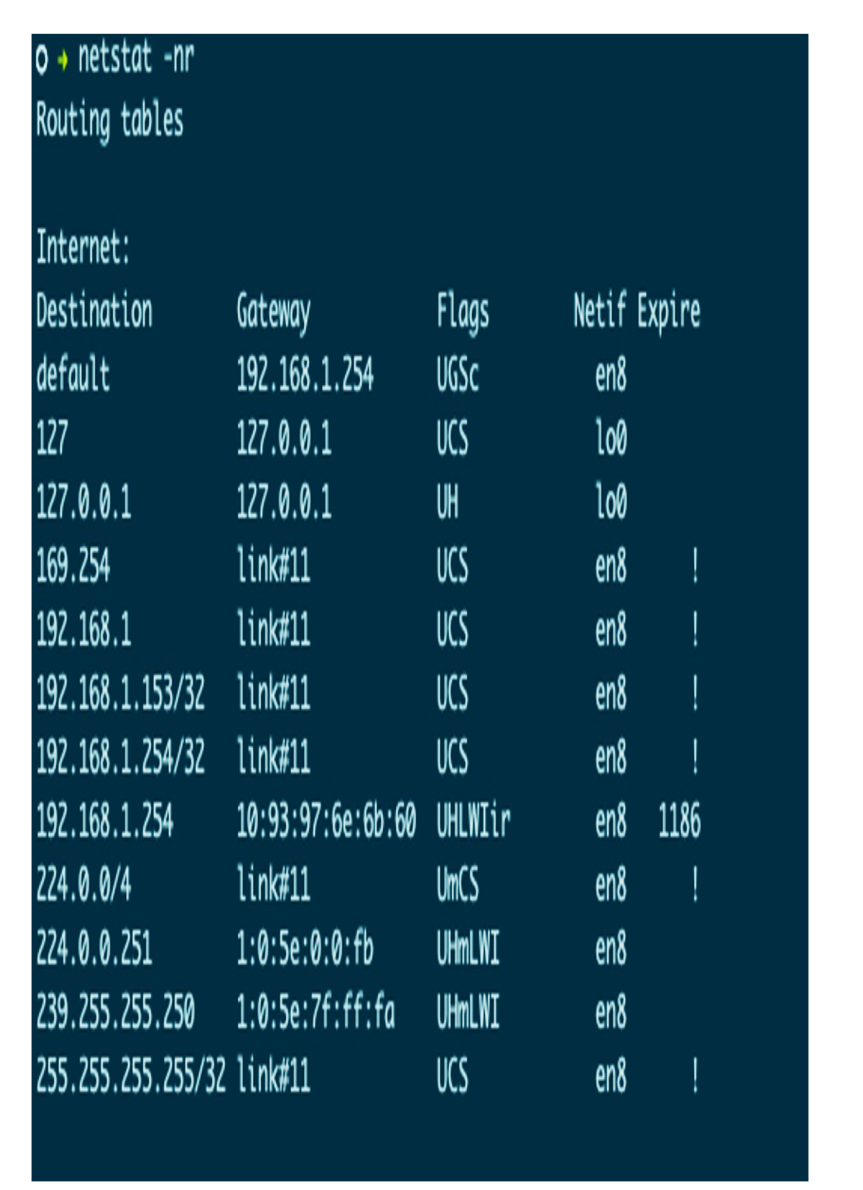 o → netstat -nr
Routing tables
Internet:
Destination Gateway Flags Netif Expire
default 192.168.1.254 UGSc en8
127 127.0.0.1 UCS lo0
127.0.0.1 127.0.0.1 UH lo0
169.254 link#11 UCS en8 !
192.168.1 link#11 UCS en8 !
192.168.1.153/32 link#11 UCS en8 !
192.168.1.254/32 link#11 UCS en8 !
192.168.1.254 10:93:97:6e:6b:60 UHLWIir en8 1186
224.0.0/4 link#11 UmCS en8 !
224.0.0.251 1:0:5e:0:0:fb UHmLWI en8
239.255.255.250 1:0:5e:7f:ff:fa UHmLWI en8
255.255.255.255/32 link#11 UCS en8 !